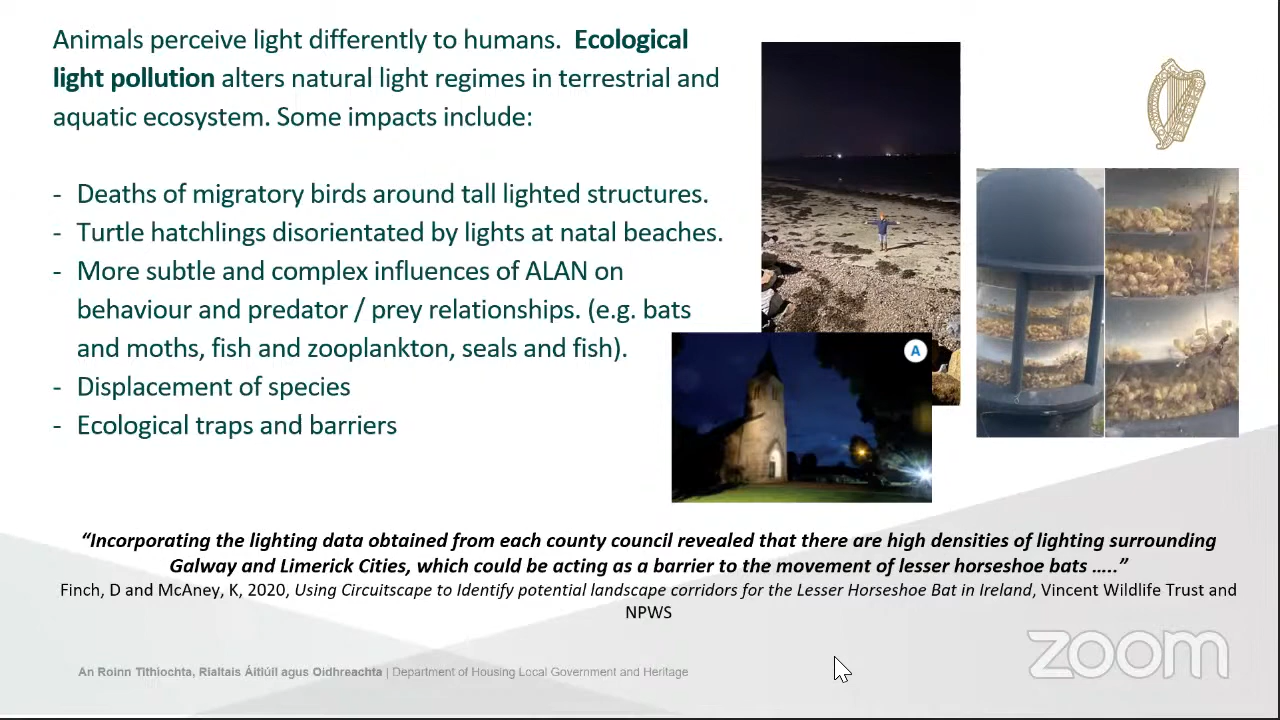 Animals perceive light differently to humans. Ecological
light pollution alters natural light regimes in terrestrial and
aquatic ecosystem. Some impacts include:
- Deaths of migratory birds around tall lighted structures.
- Turtle hatchlings disorientated by lights at natal beaches.
- More subtle and complex influences of ALAN on
behaviour and predator / prey relationships. (e.g. bats
and moths, fish and zooplankton, seals and fish).
- Displacement of species
- Ecological traps and barriers
A
“Incorporating the lighting data obtained from each county council revealed that there are high densities of lighting surrounding
Galway and Limerick Cities, which could be acting as a barrier to the movement of lesser horseshoe bats …..”
Finch, D and McAney, K, 2020, Using Circuitscape to Identify potential landscape corridors for the Lesser Horseshoe Bat in Ireland, Vincent Wildlife Trust and
NPWS
An Roinn Tithíochta, Rialtais Áitiúil agus Oidhreachta | Department of Housing Local Government and Heritage
zoom